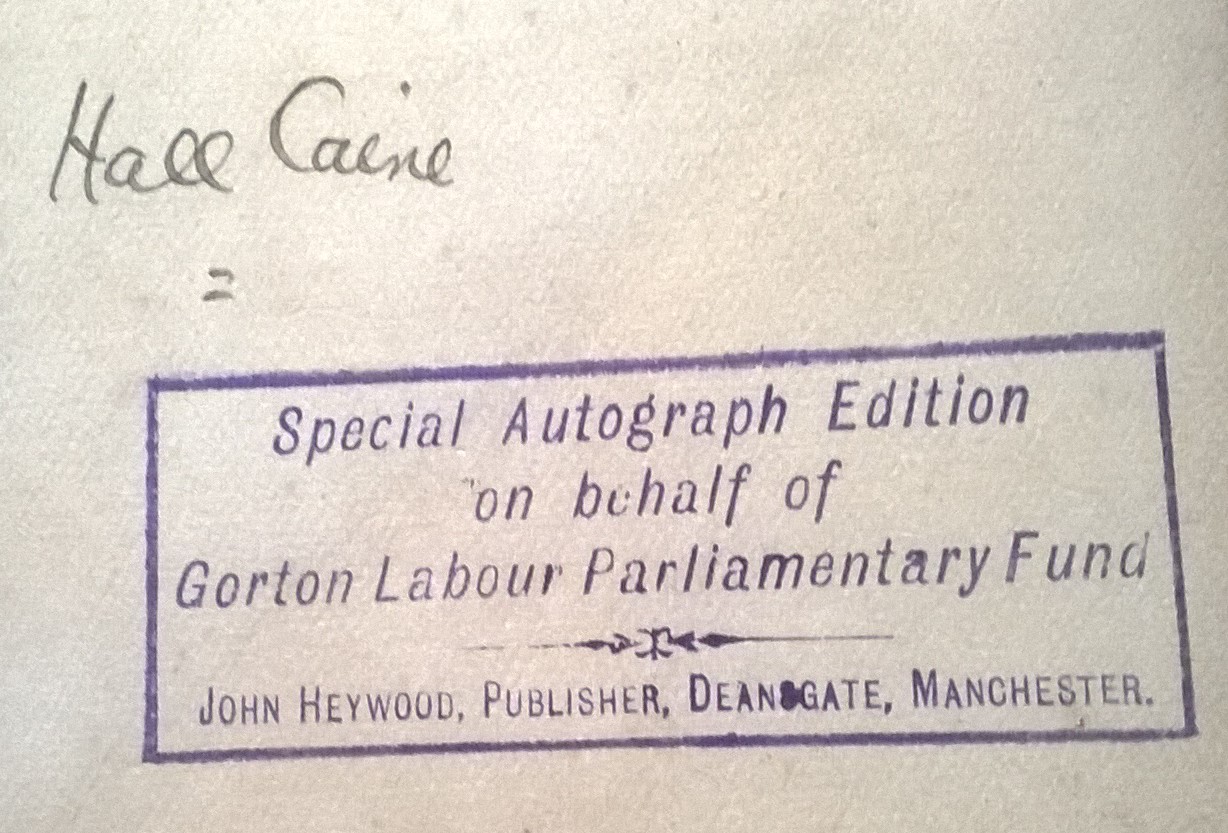 Hall Caine
=
Special Autograph Edition
on behalf of
Gorton Labour Parliamentary Fund
JOHN HEYWOOD, PUBLISHER, DEANSGATE, MANCHESTER.